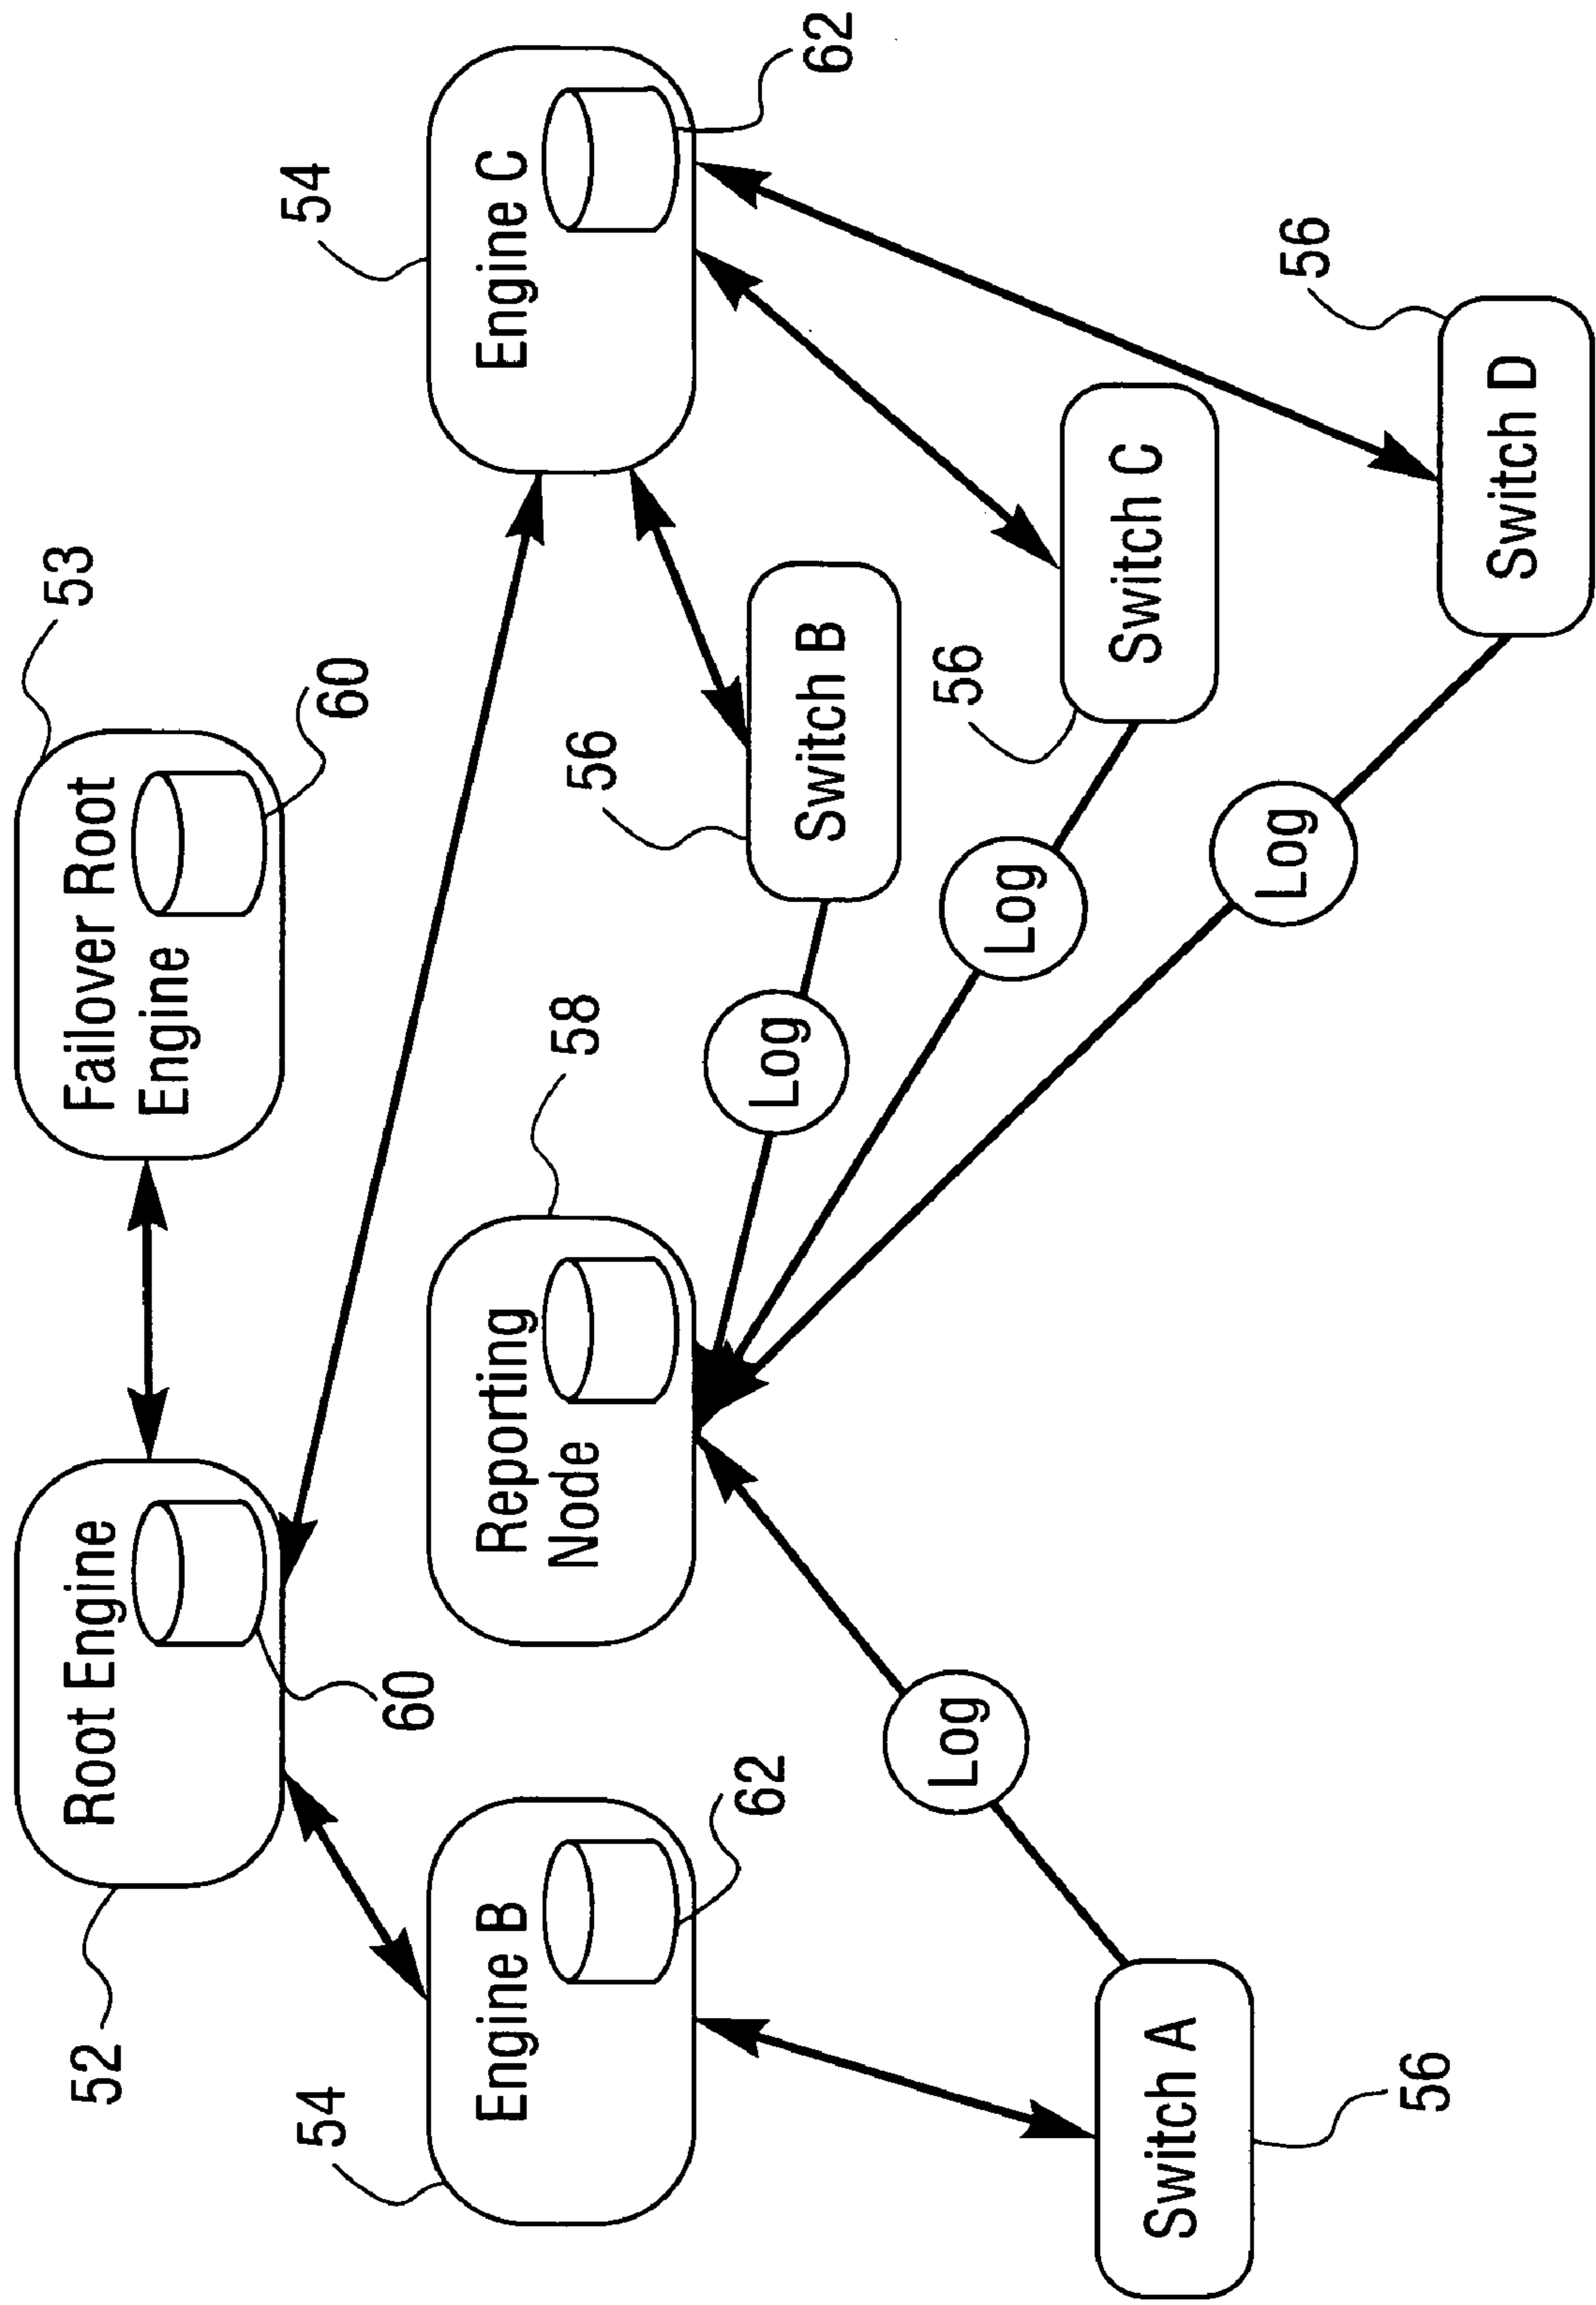 52
Root Engine
60
Failover Root
Engine
53
60
54
Engine B
62
Reporting
Node
58
54
Engine C
62
Log
Log
Log
Log
56
Switch B
56
Switch C
Switch A
56
Switch D
56